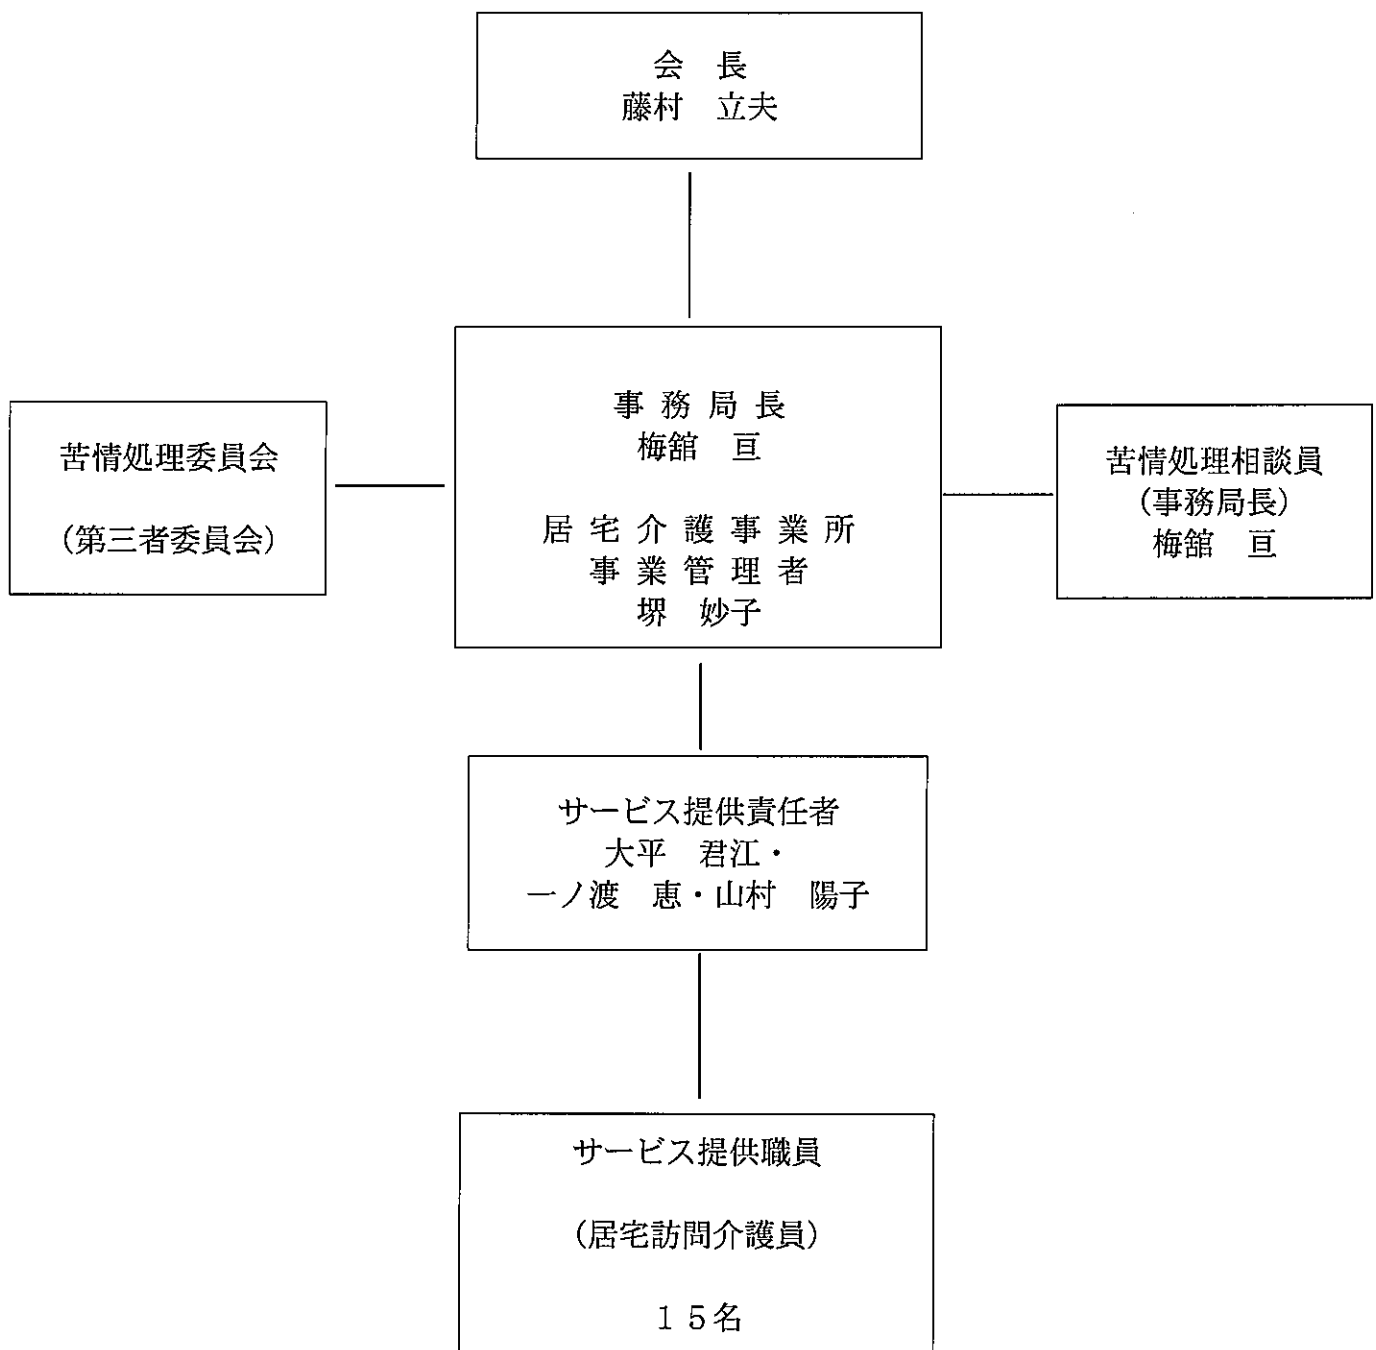 会　長
藤村　立夫
事 務 局 長
梅舘　亘
居 宅 介 護 事 業 所
事 業 管 理 者
堺　妙子
苦情処理委員会
(第三者委員会)
苦情処理相談員
(事務局長)
梅舘　亘
サービス提供責任者
大平　君江・
一ノ渡　恵・山村　陽子
サービス提供職員
(居宅訪問介護員)
１５名